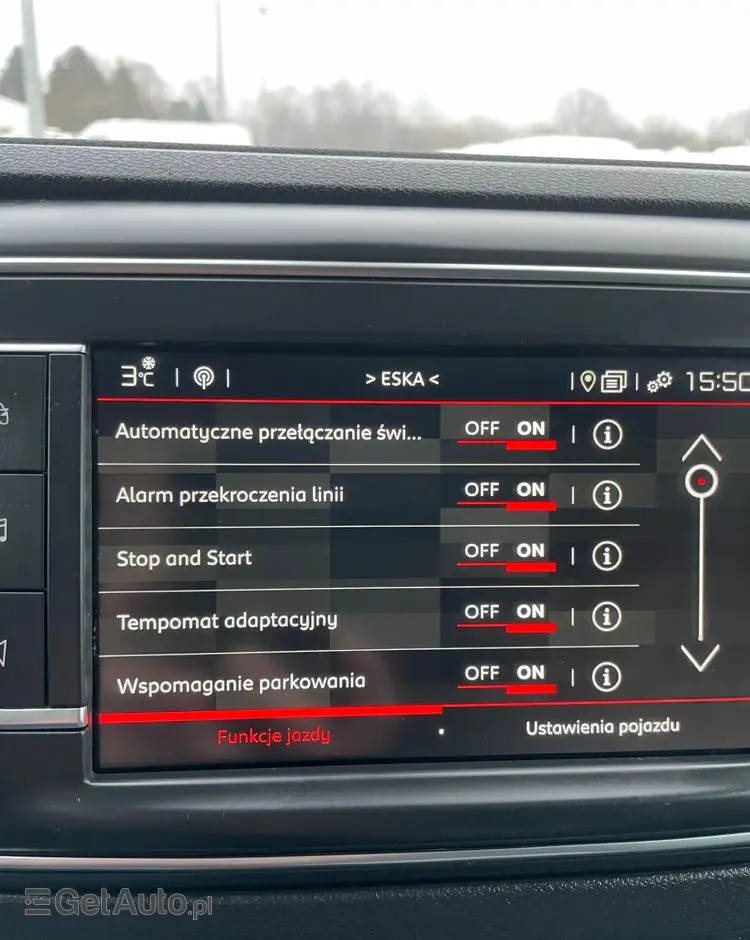 3°C > ESKA < 15:50
Automatyczne przełączanie świ... OFF ON
Alarm przekroczenia linii OFF ON
Stop and Start OFF ON
Tempomat adaptacyjny OFF ON
Wspomaganie parkowania OFF ON
Funkcje jazdy Ustawienia pojazdu
GetAuto.pl